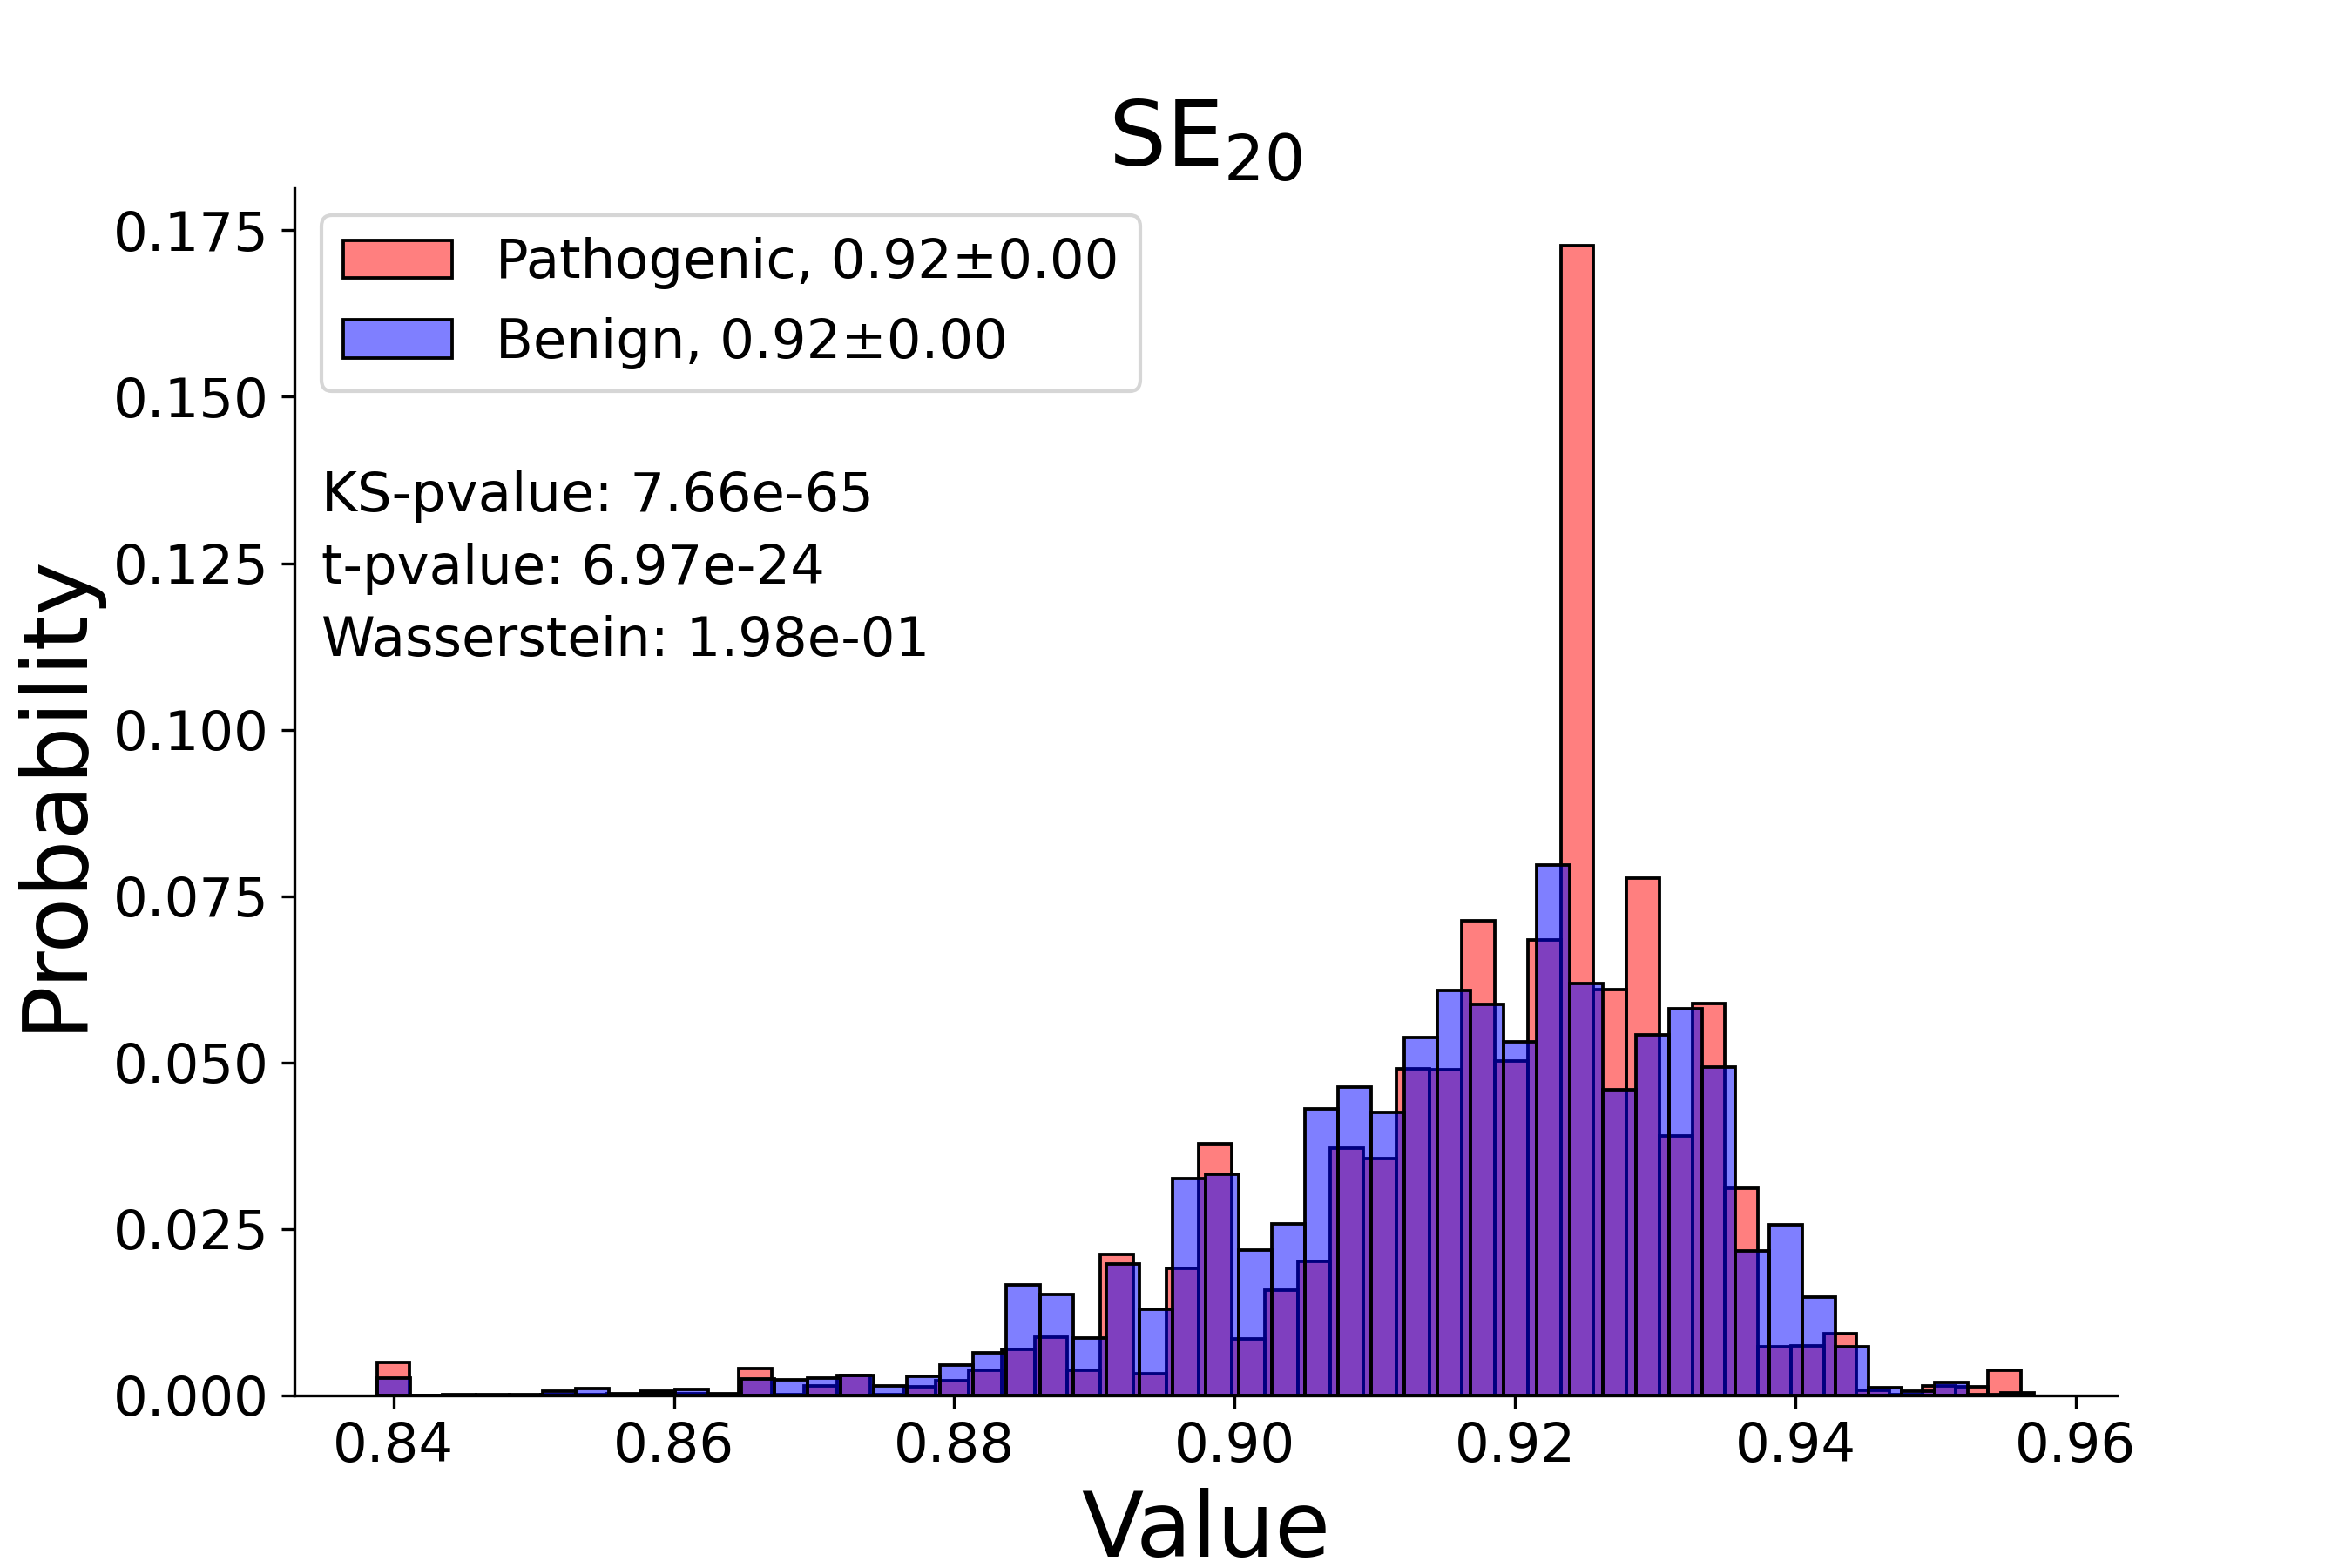 SE₂₀
0.175
0.150
0.125
0.100
0.075
0.050
0.025
0.000
Probability
Pathogenic, 0.92±0.00
Benign, 0.92±0.00
KS-pvalue: 7.66e-65
t-pvalue: 6.97e-24
Wasserstein: 1.98e-01
0.84 0.86 0.88 0.90 0.92 0.94 0.96
Value